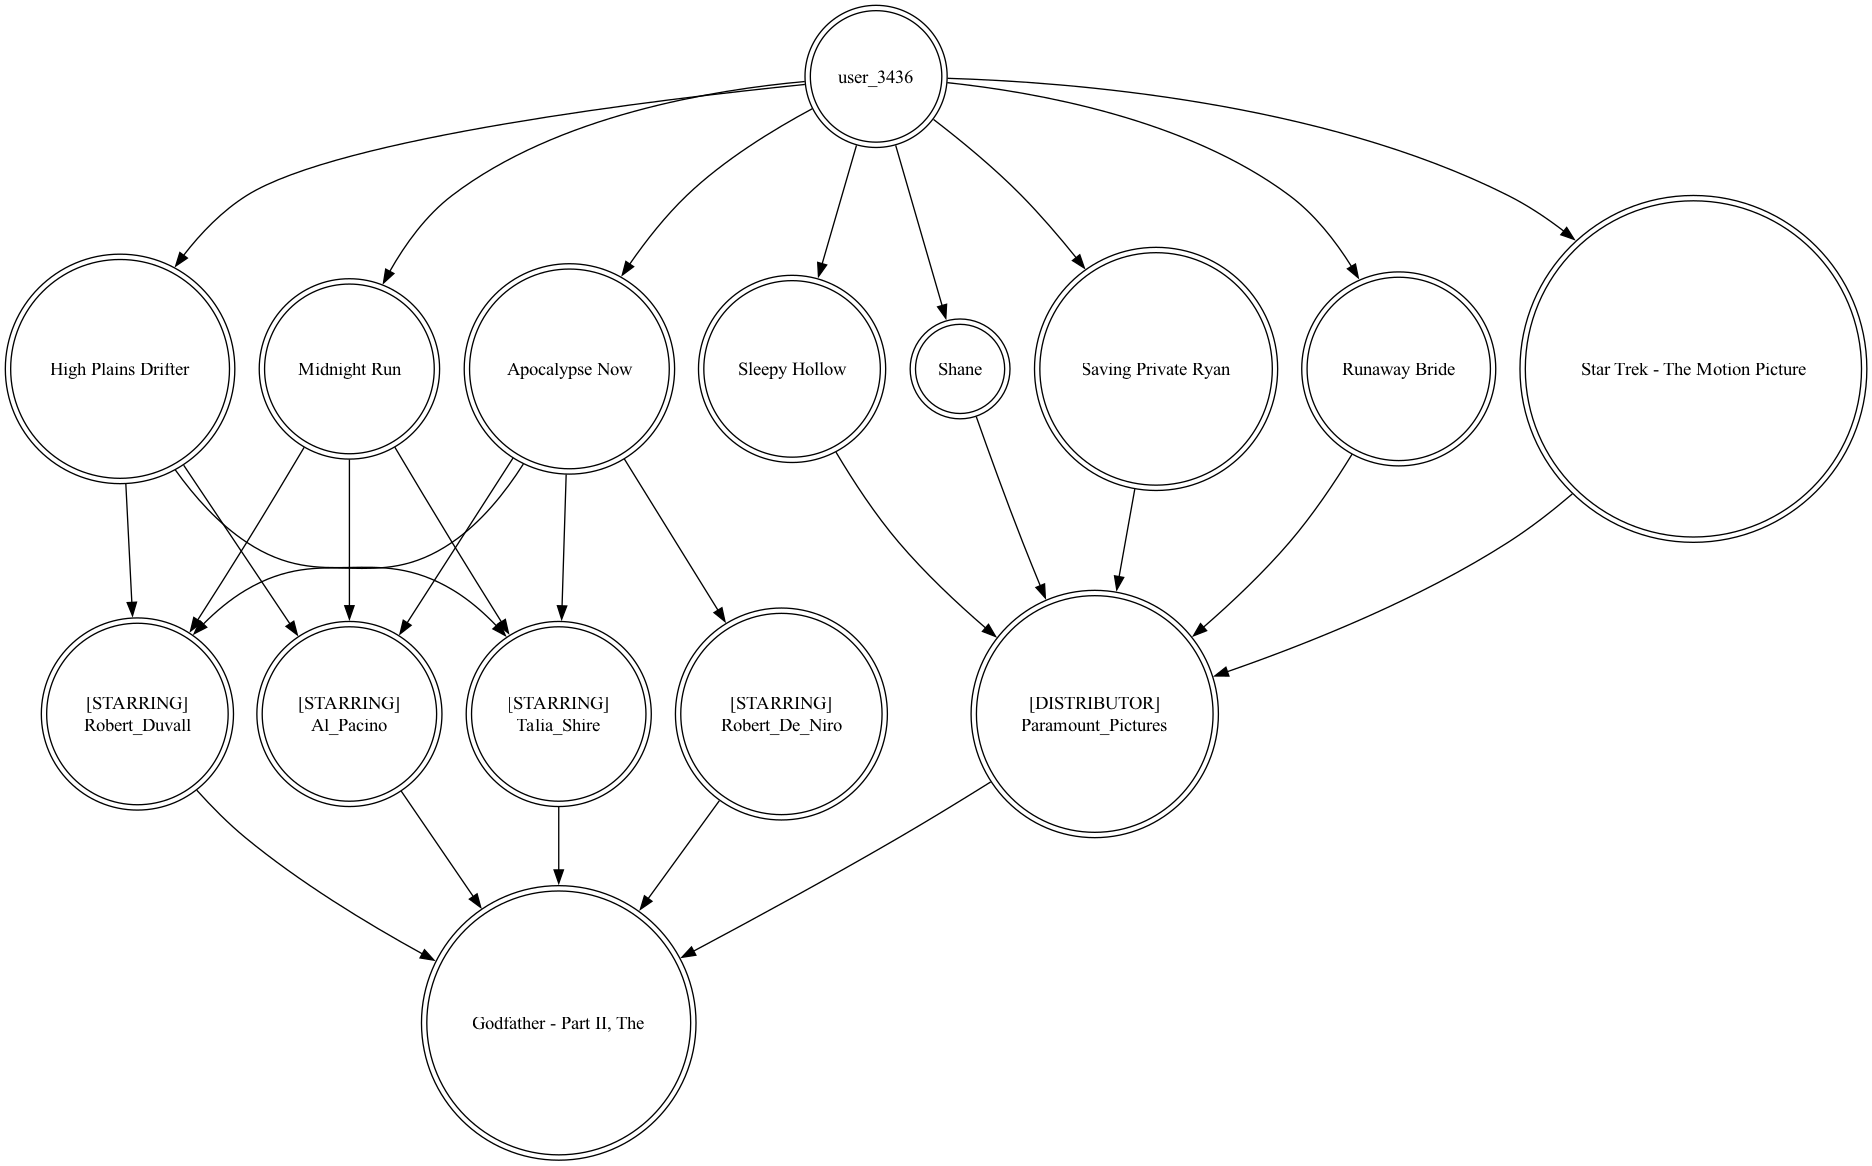 user_3436
High Plains Drifter
Midnight Run
Apocalypse Now
Sleepy Hollow
Shane
Saving Private Ryan
Runaway Bride
Star Trek - The Motion Picture
[STARRING]
Robert_Duvall
[STARRING]
Al_Pacino
[STARRING]
Talia_Shire
[STARRING]
Robert_De_Niro
[DISTRIBUTOR]
Paramount_Pictures
Godfather - Part II, The